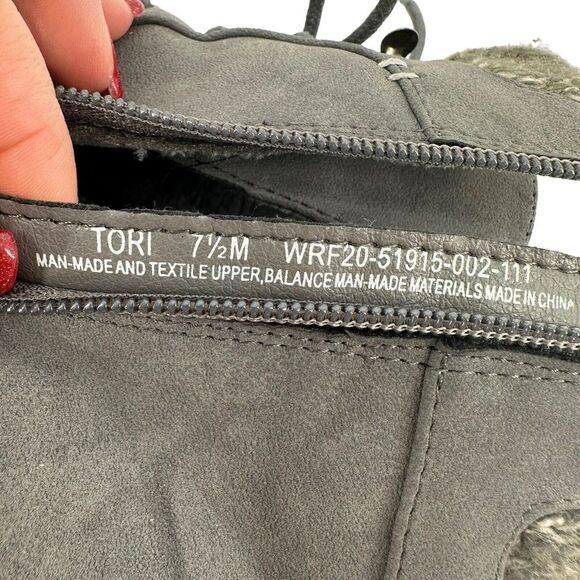 TORI 7½M WRF20-51915-002-111
MAN-MADE AND TEXTILE UPPER,BALANCE MAN-MADE MATERIALS MADE IN CHINA